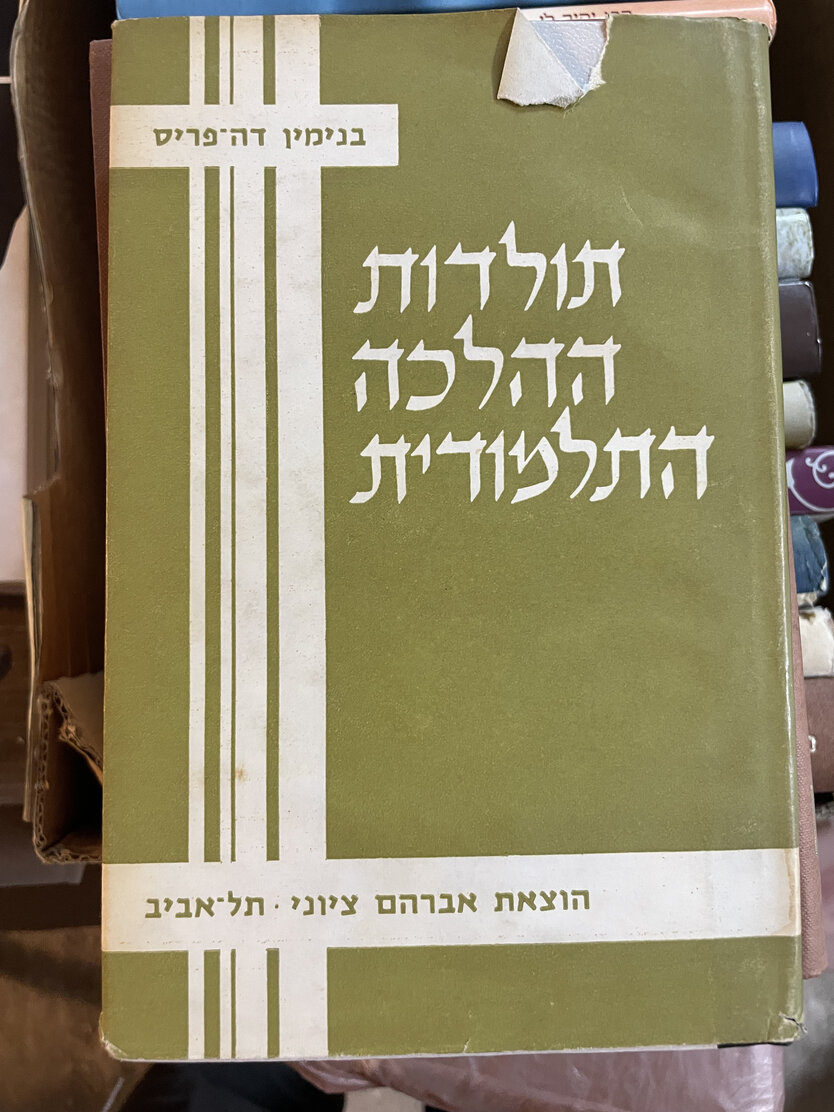 בנימין דה־פריס
תולדות
ההלכה
התלמודית
הוצאת אברהם ציוני · תל־אביב